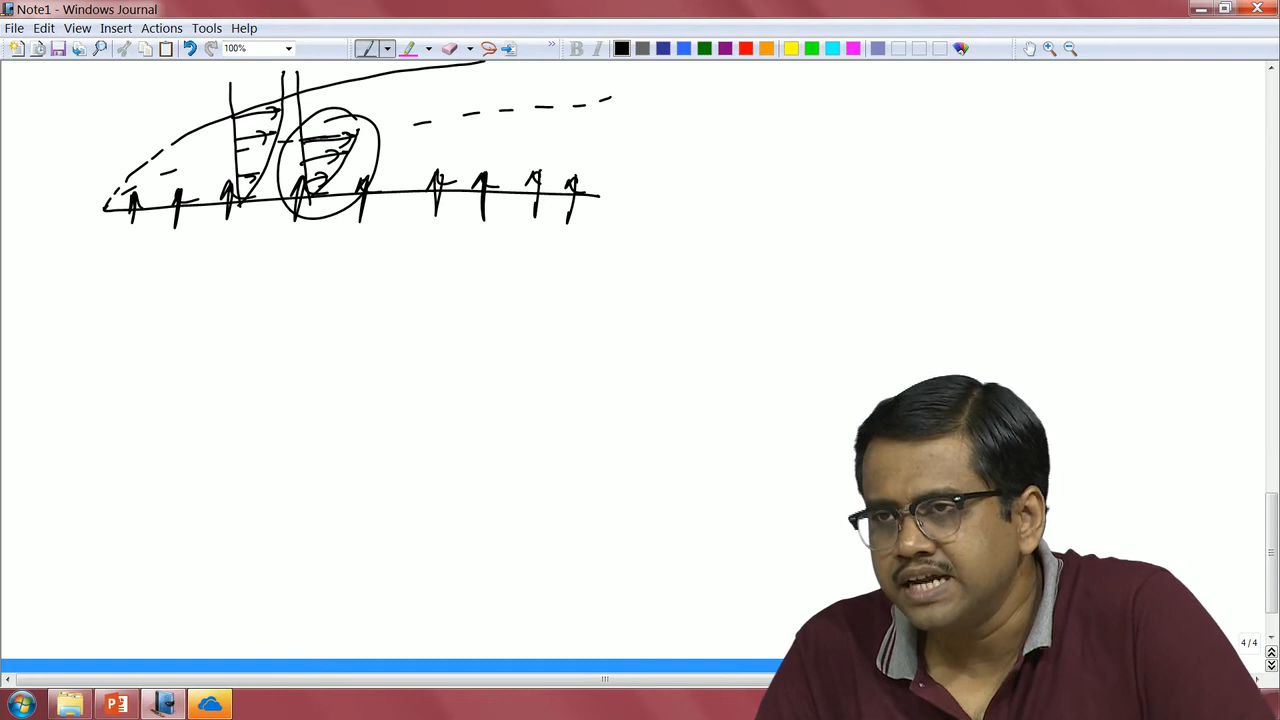 Note1 - Windows Journal
File Edit View Insert Actions Tools Help
100%
B I
4 / 4